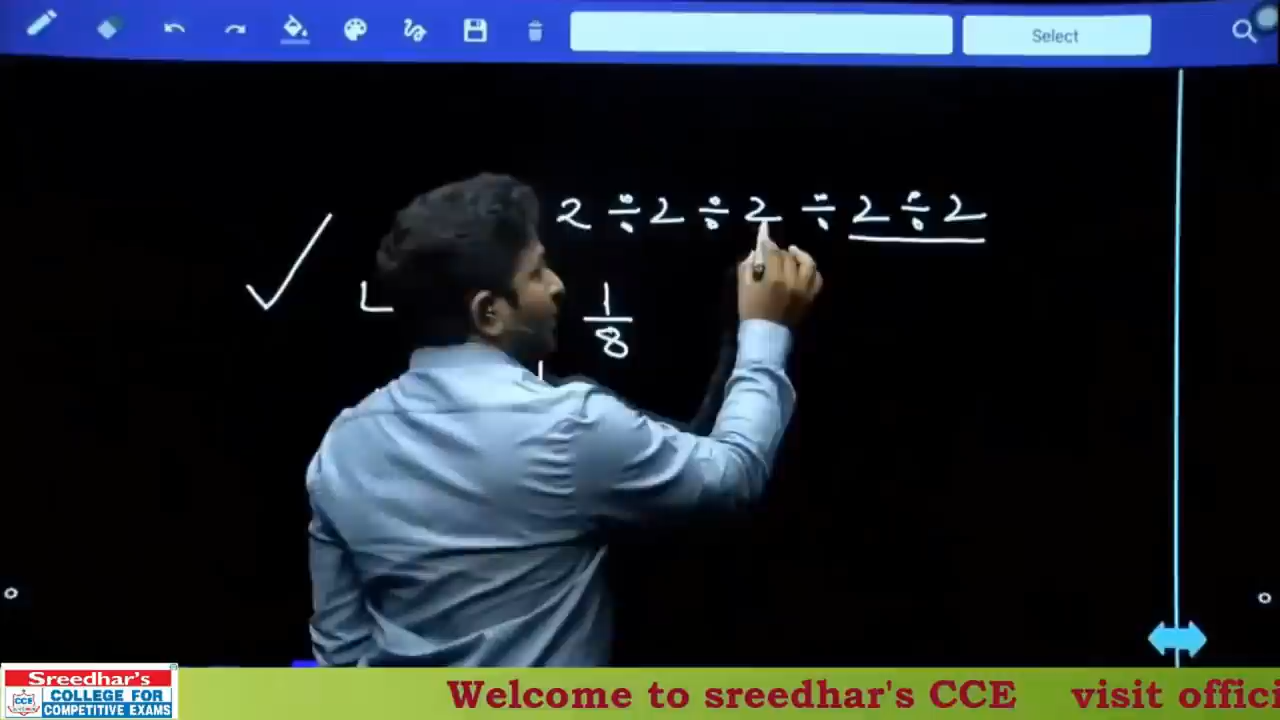 Select
2 ÷ 2 ÷ 2 ÷ 2 ÷ 2
L
1
8
Sreedhar's
CCE
COLLEGE FOR
COMPETITIVE EXAMS
Welcome to sreedhar's CCE visit offici